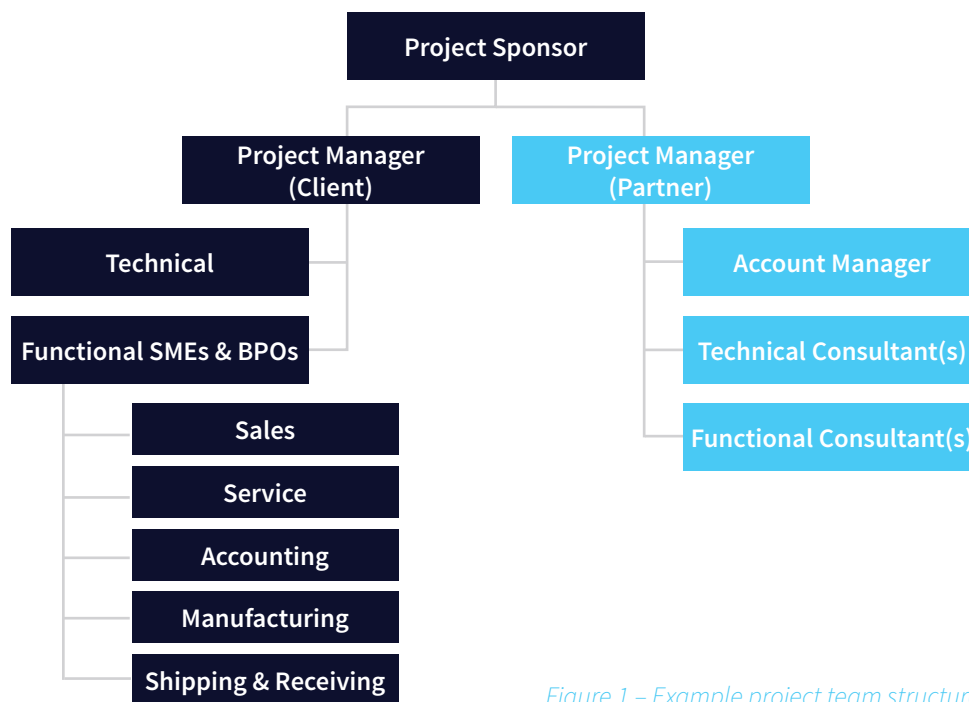 Project Sponsor
Project Manager
(Client)
Project Manager
(Partner)
Technical
Account Manager
Functional SMEs & BPOs
Technical Consultant(s)
Sales
Functional Consultant(s)
Service
Accounting
Manufacturing
Shipping & Receiving
Figure 1 – Example project team structur